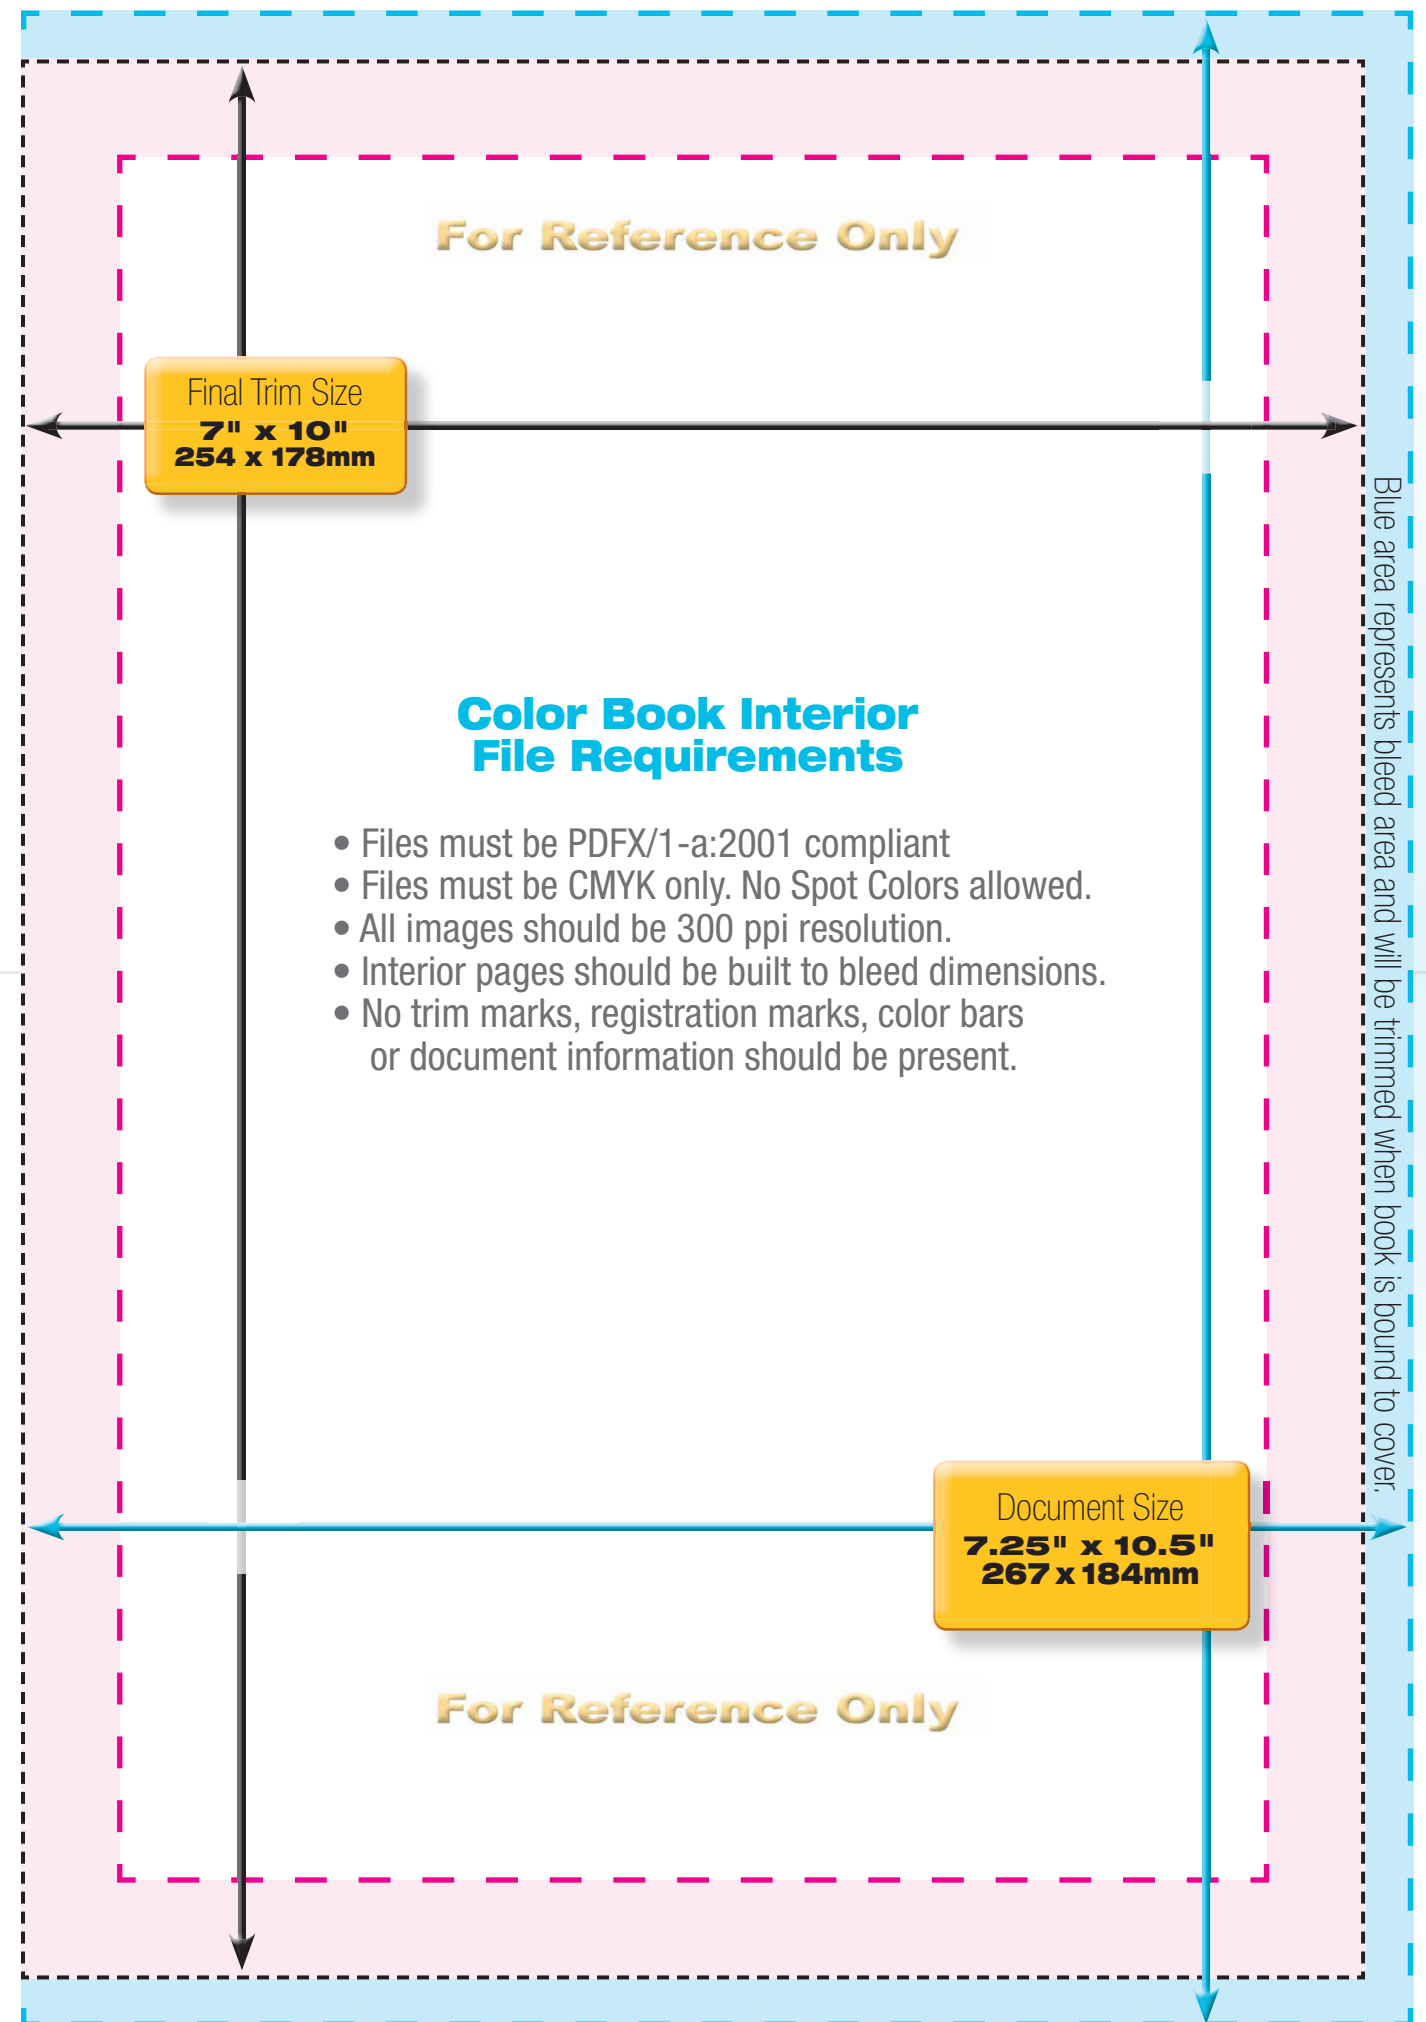 For Reference Only
Final Trim Size
7" x 10"
254 x 178mm
Blue area represents bleed area and will be trimmed when book is bound to cover.
Color Book Interior
File Requirements
• Files must be PDFX/1-a:2001 compliant
• Files must be CMYK only. No Spot Colors allowed.
• All images should be 300 ppi resolution.
• Interior pages should be built to bleed dimensions.
• No trim marks, registration marks, color bars
or document information should be present.
Document Size
7.25" x 10.5"
267 x 184mm
For Reference Only